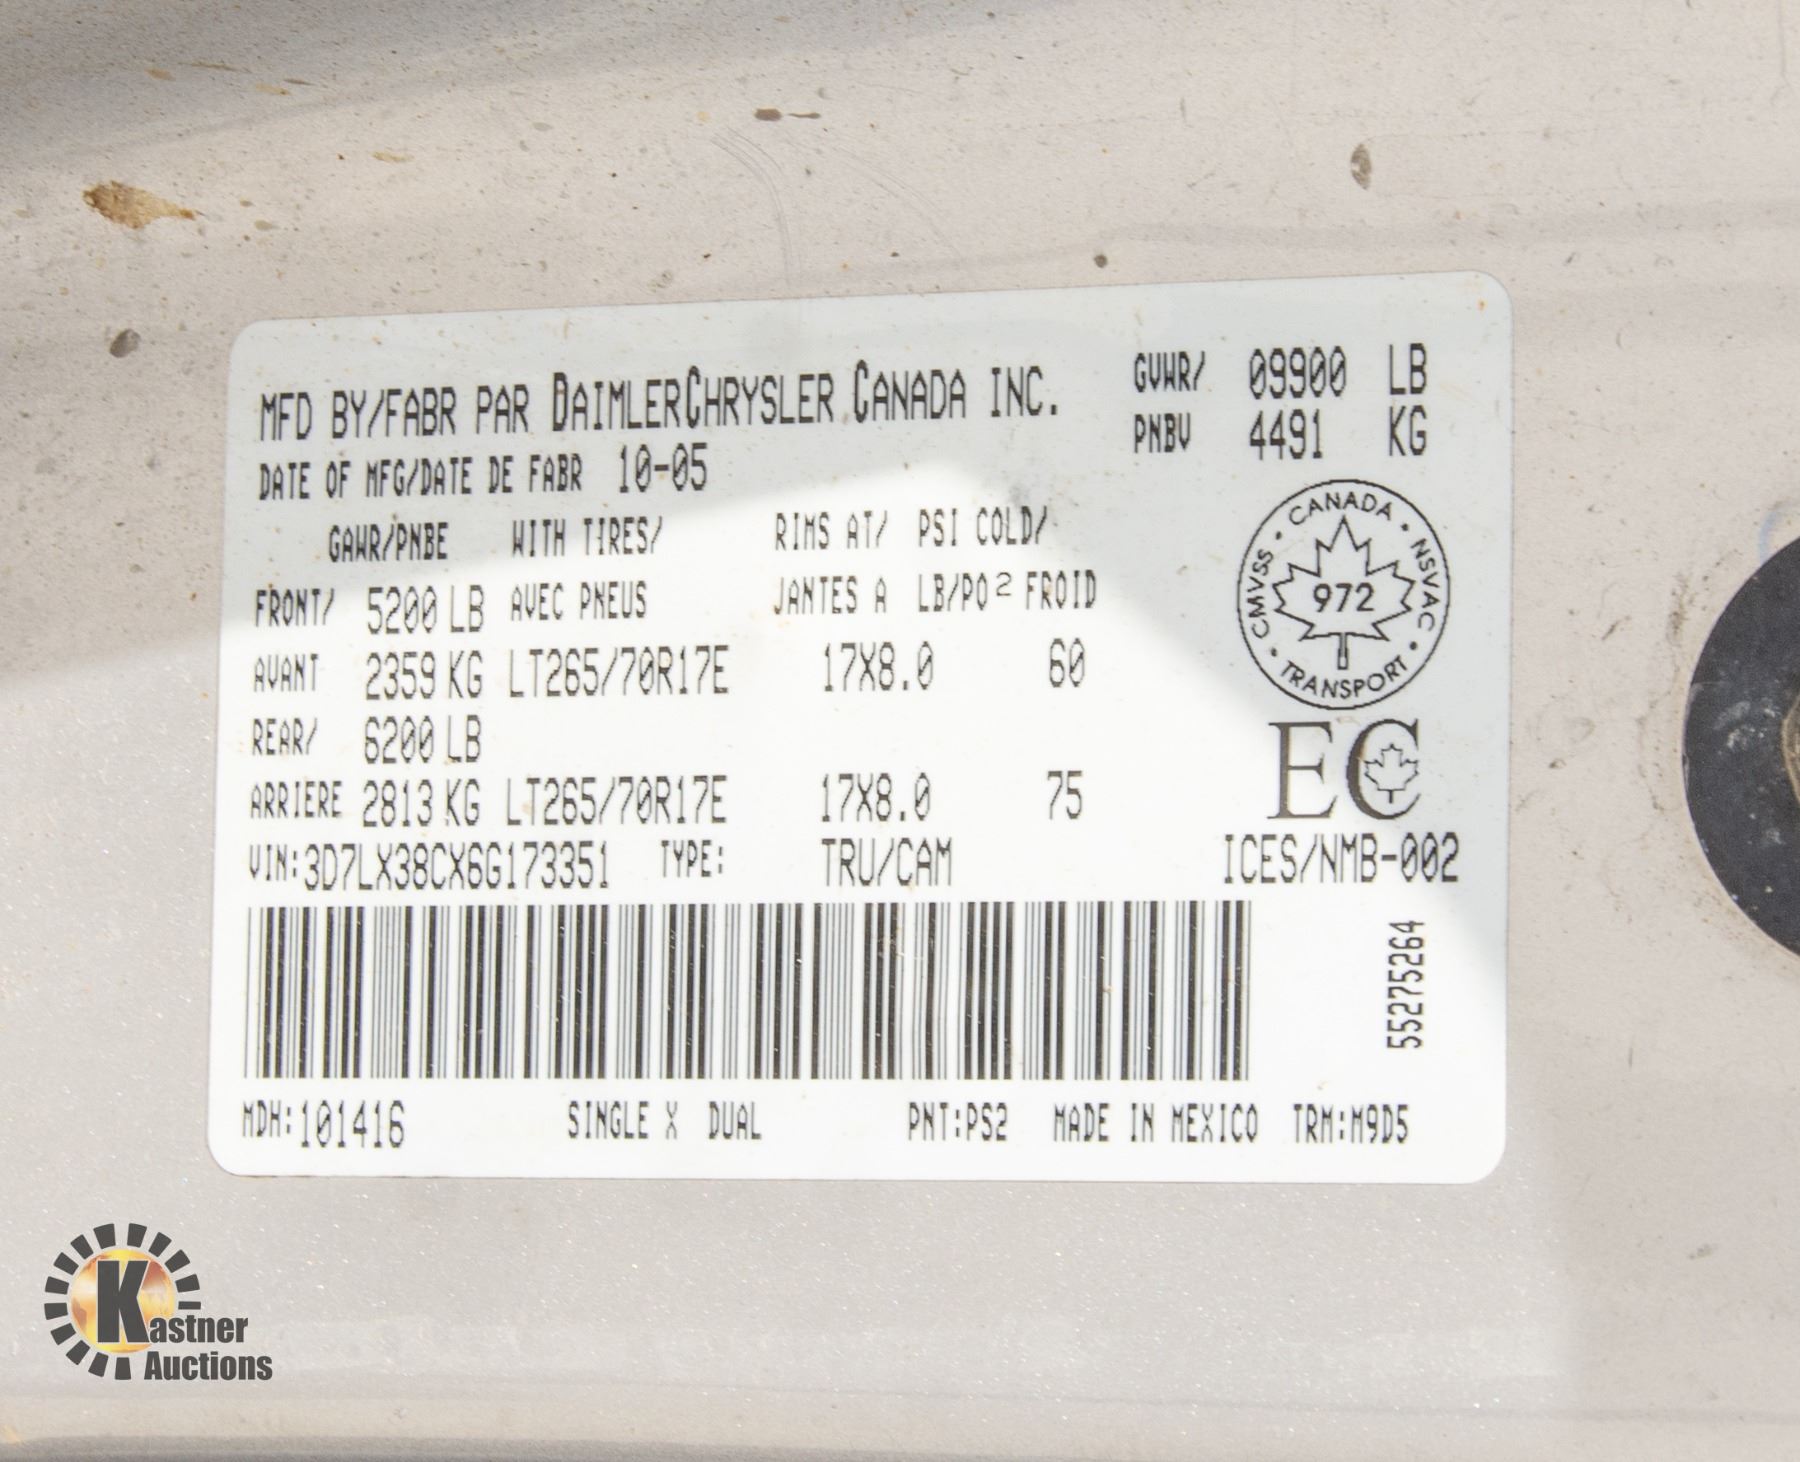 MFD BY/FABR PAR DAIMLERCHRYSLER CANADA INC.
GVWR/ 09900 LB
PNBV 4491 KG
DATE OF MFG/DATE DE FABR 10-05
GAWR/PNBE WITH TIRES/ RIMS AT/ PSI COLD/
FRONT/ 5200 LB AVEC PNEUS JANTES A LB/PO² FROID
AVANT 2359 KG LT265/70R17E 17X8.0 60
REAR/ 6200 LB
ARRIERE 2813 KG LT265/70R17E 17X8.0 75
VIN:3D7LX38CX6G173351 TYPE: TRU/CAM ICES/NMB-002
CANADA · NSVAC · TRANSPORT · CMVSS ·
972
EC
55275264
MDH:101416 SINGLE X DUAL PNT:PS2 MADE IN MEXICO TRM:M9D5
Kastner
Auctions